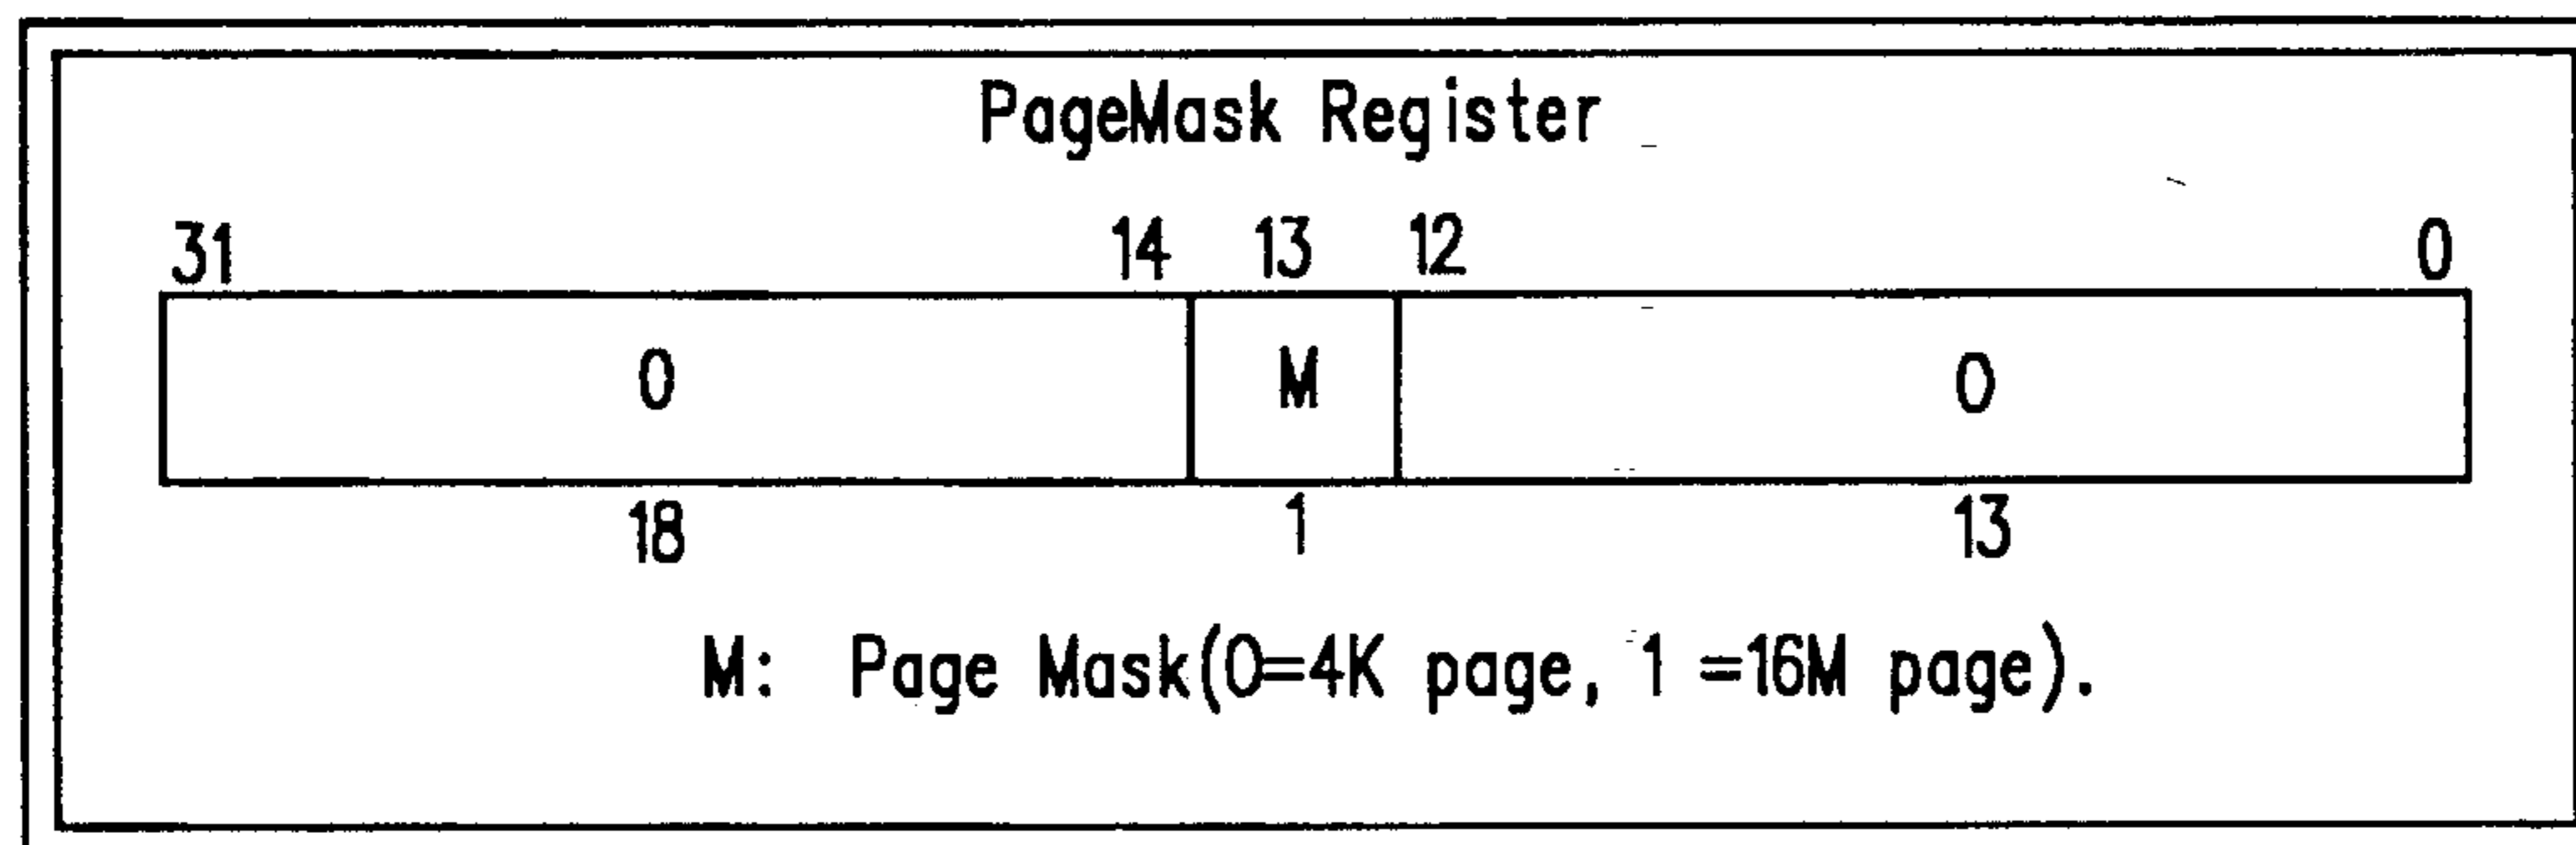 PageMask Register
31 14 13 12 0
0 M 0
18 1 13
M: Page Mask(0=4K page, 1 =16M page).